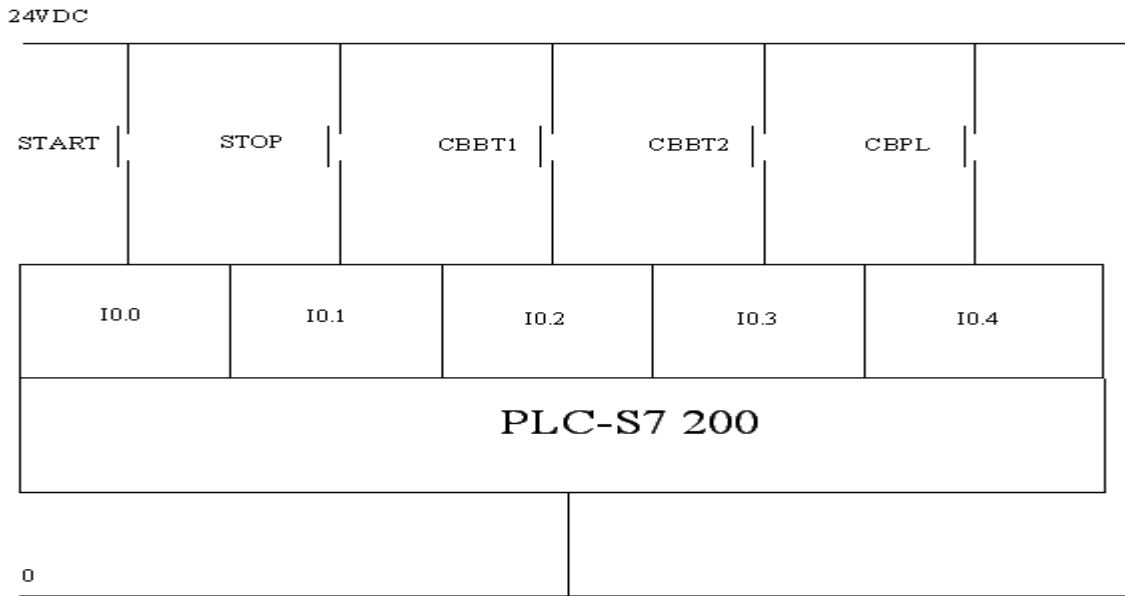 24VDC
START
STOP
CBBT1
CBBT2
CBPL
I0.0
I0.1
I0.2
I0.3
I0.4
PLC-S7 200
0